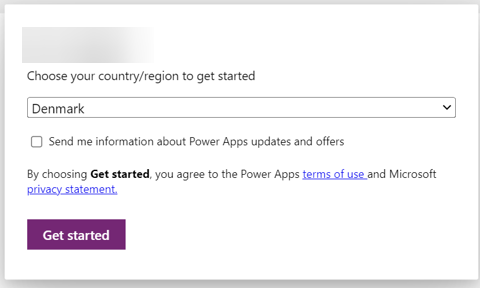 Choose your country/region to get started
Denmark
Send me information about Power Apps updates and offers
By choosing Get started, you agree to the Power Apps terms of use and Microsoft
privacy statement.
Get started